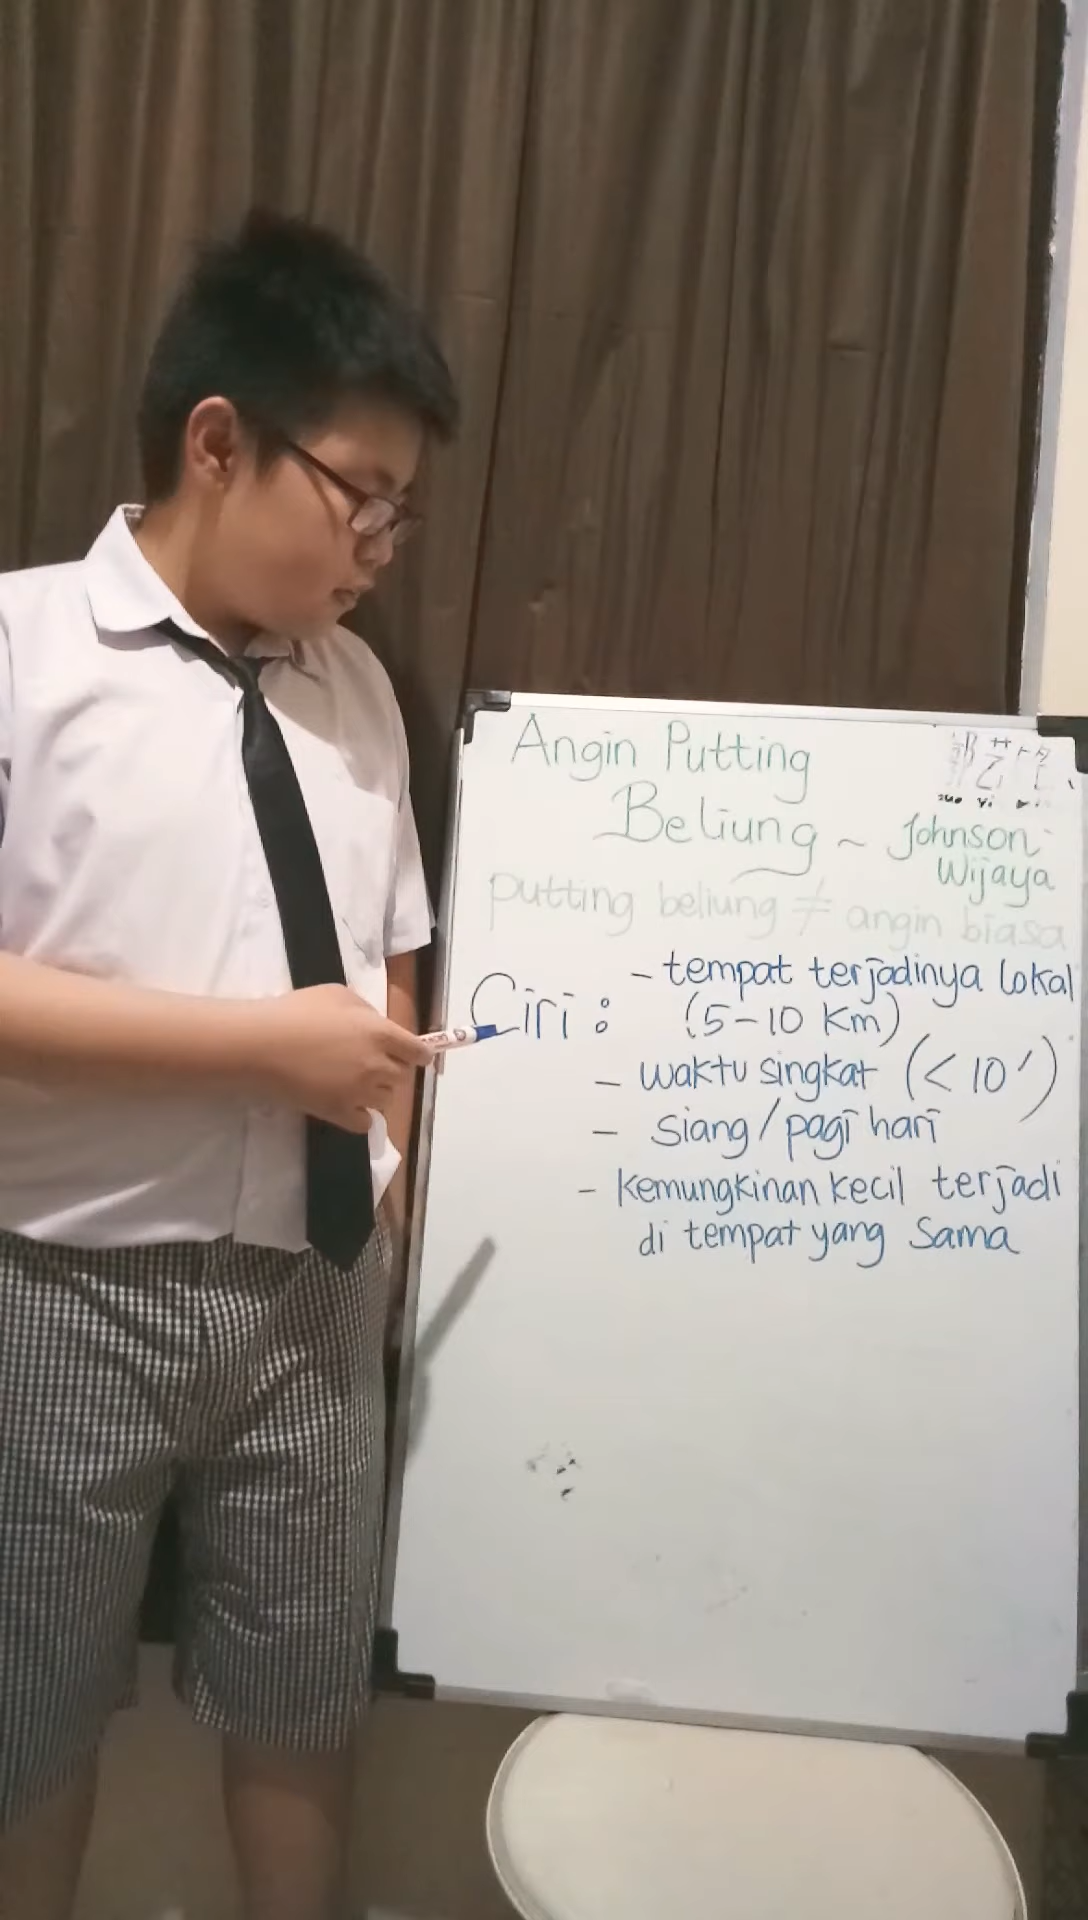 Angin Putting
Beliung ~ Johnson
Wijaya
putting beliung ≠ angin biasa
Ciri : - tempat terjadinya lokal
(5-10 Km)
- waktu singkat (< 10')
- siang/pagi hari
- kemungkinan kecil terjadi
di tempat yang sama